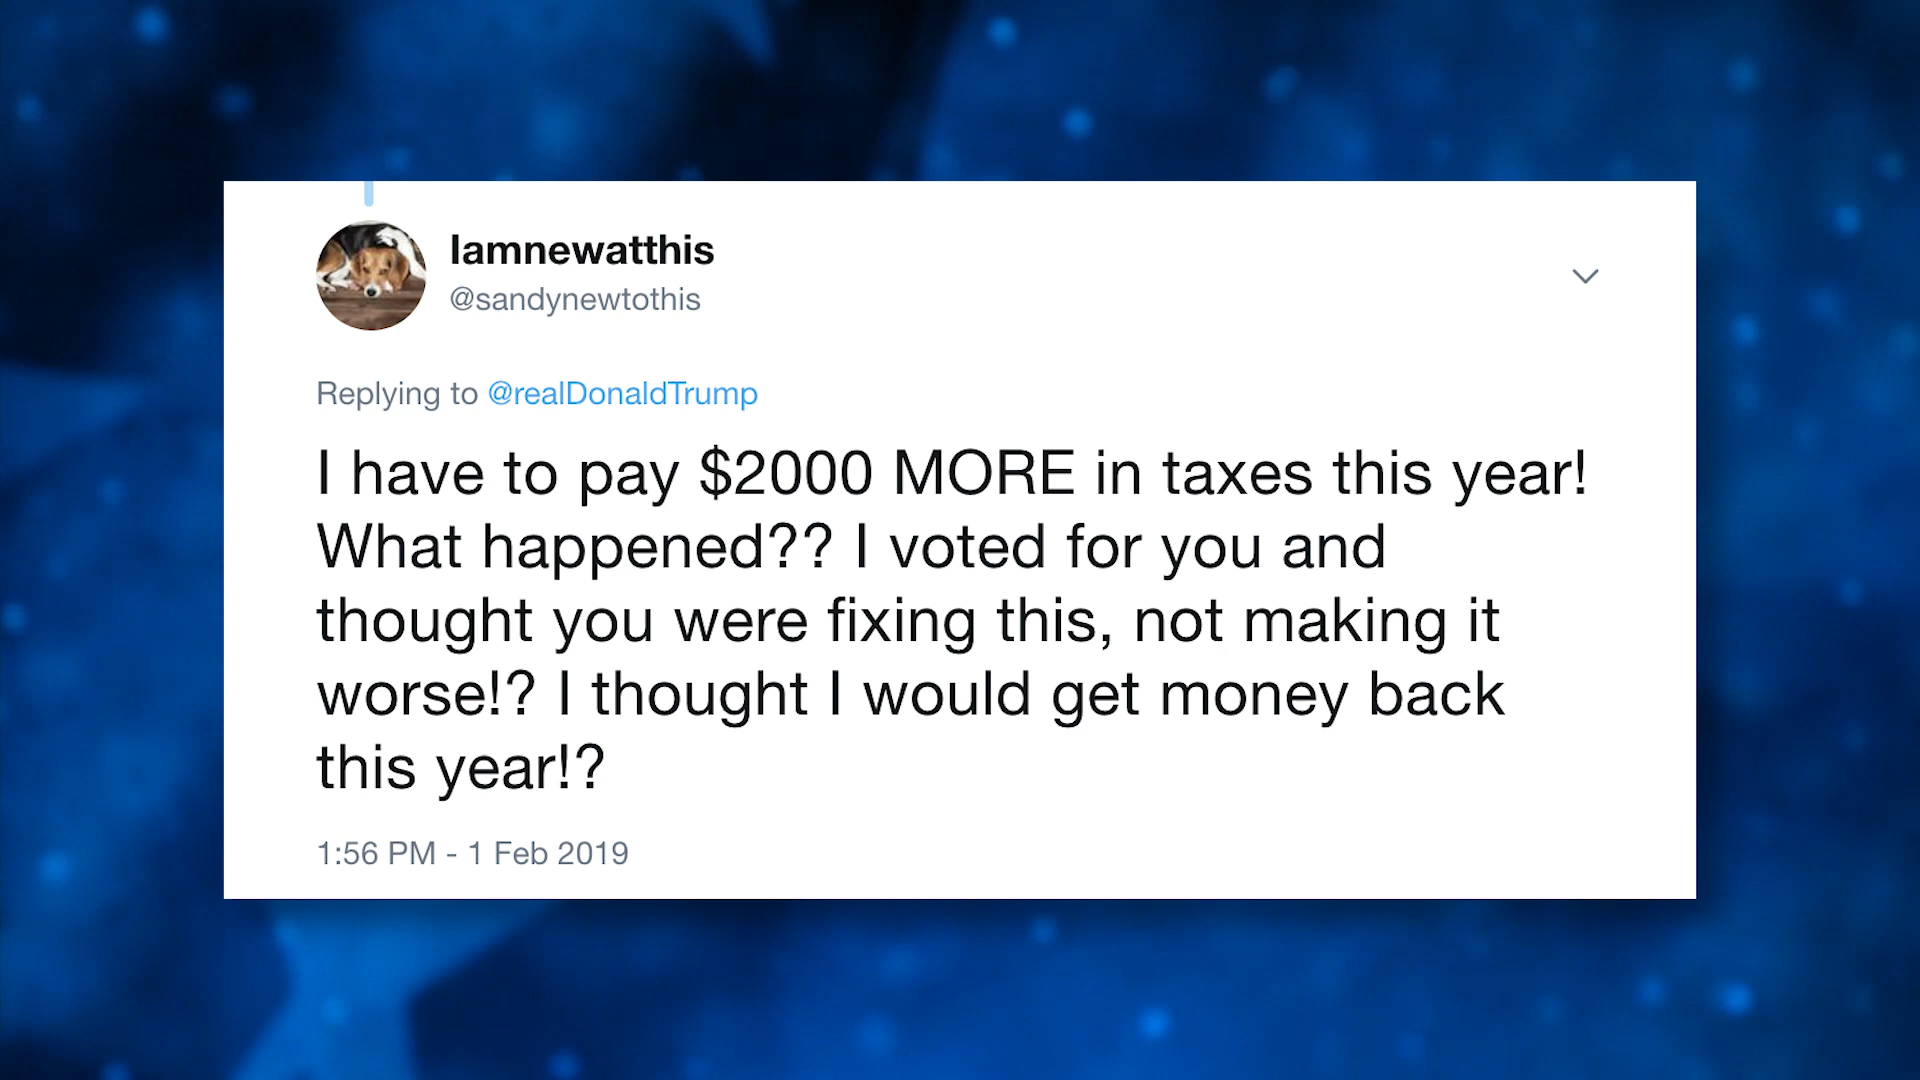 Iamnewatthis
@sandynewtothis
Replying to @realDonaldTrump
I have to pay $2000 MORE in taxes this year!
What happened?? I voted for you and
thought you were fixing this, not making it
worse!? I thought I would get money back
this year!?
1:56 PM - 1 Feb 2019